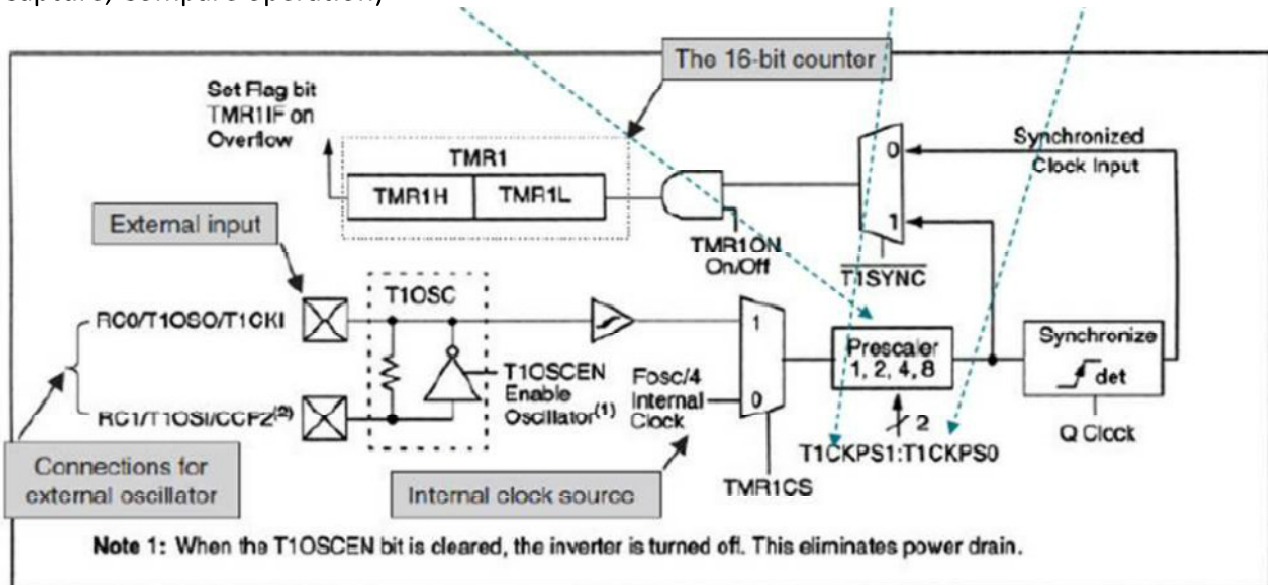 The 16-bit counter
Set Flag bit
TMR1IF on
Overflow
TMR1
TMR1H
TMR1L
0
1
Synchronized
Clock Input
External input
TMR1ON
On/Off
T1SYNC
RC0/T1OSO/T1CKI
T1OSC
1
0
Prescaler
1, 2, 4, 8
Synchronize
det
T1OSCEN
Enable
Oscillator(1)
Fosc/4
Internal
Clock
RC1/T1OSI/CCP2(2)
2
Q Clock
T1CKPS1:T1CKPS0
Connections for
external oscillator
Internal clock source
TMR1CS
Note 1: When the T1OSCEN bit is cleared, the inverter is turned off. This eliminates power drain.